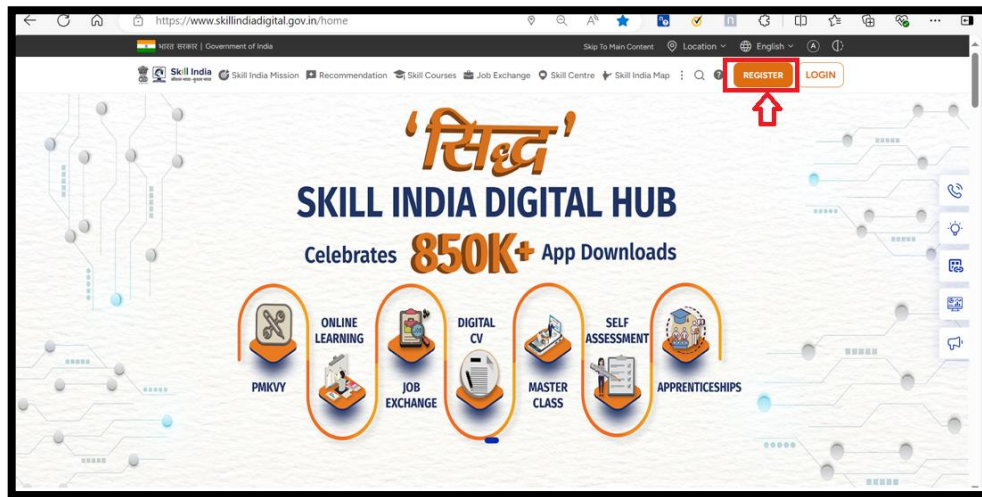 https://www.skillindiadigital.gov.in/home
भारत सरकार | Government of India
Skip To Main Content
Location
English
Skill India
Skill India Mission
Recommendation
Skill Courses
Job Exchange
Skill Centre
Skill India Map
REGISTER
LOGIN
'सिद्ध'
SKILL INDIA DIGITAL HUB
Celebrates 850K+ App Downloads
ONLINE
LEARNING
DIGITAL
CV
SELF
ASSESSMENT
PMKVY
JOB
EXCHANGE
MASTER
CLASS
APPRENTICESHIPS